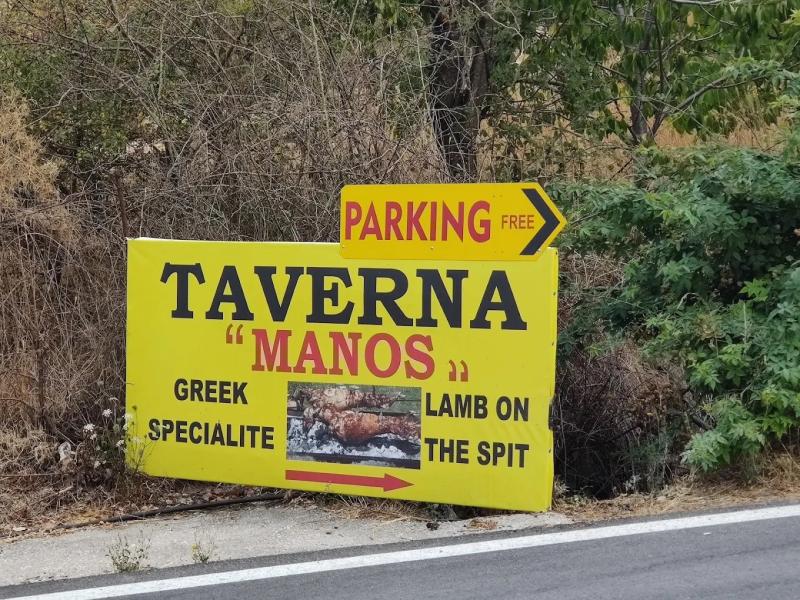 PARKING FREE
TAVERNA
“MANOS„
GREEK
SPECIALITE
LAMB ON
THE SPIT